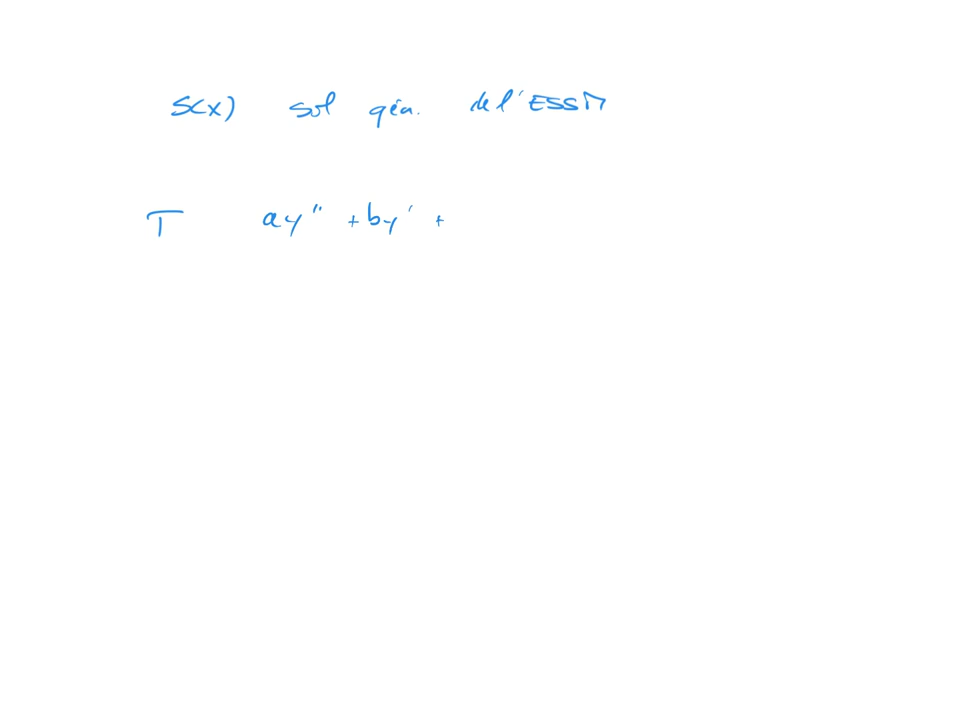 S(x) sol gén. de l'ESSM
T ay'' + by' +